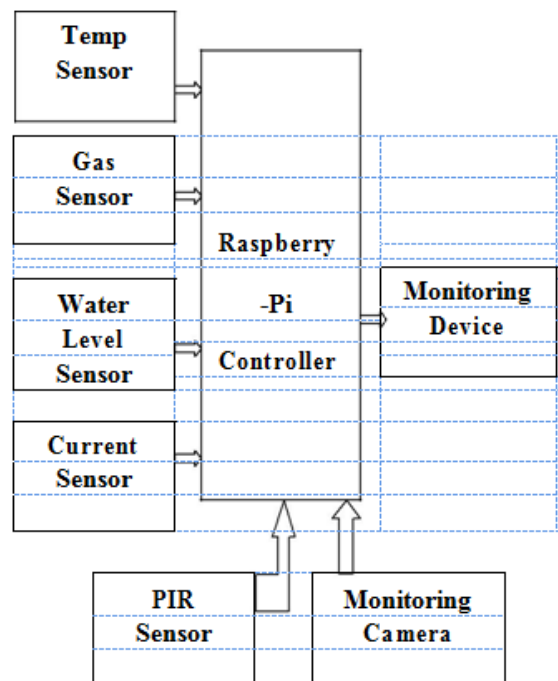 Temp
Sensor
Gas
Sensor
Water
Level
Sensor
Current
Sensor
Raspberry
-Pi
Controller
Monitoring
Device
PIR
Sensor
Monitoring
Camera